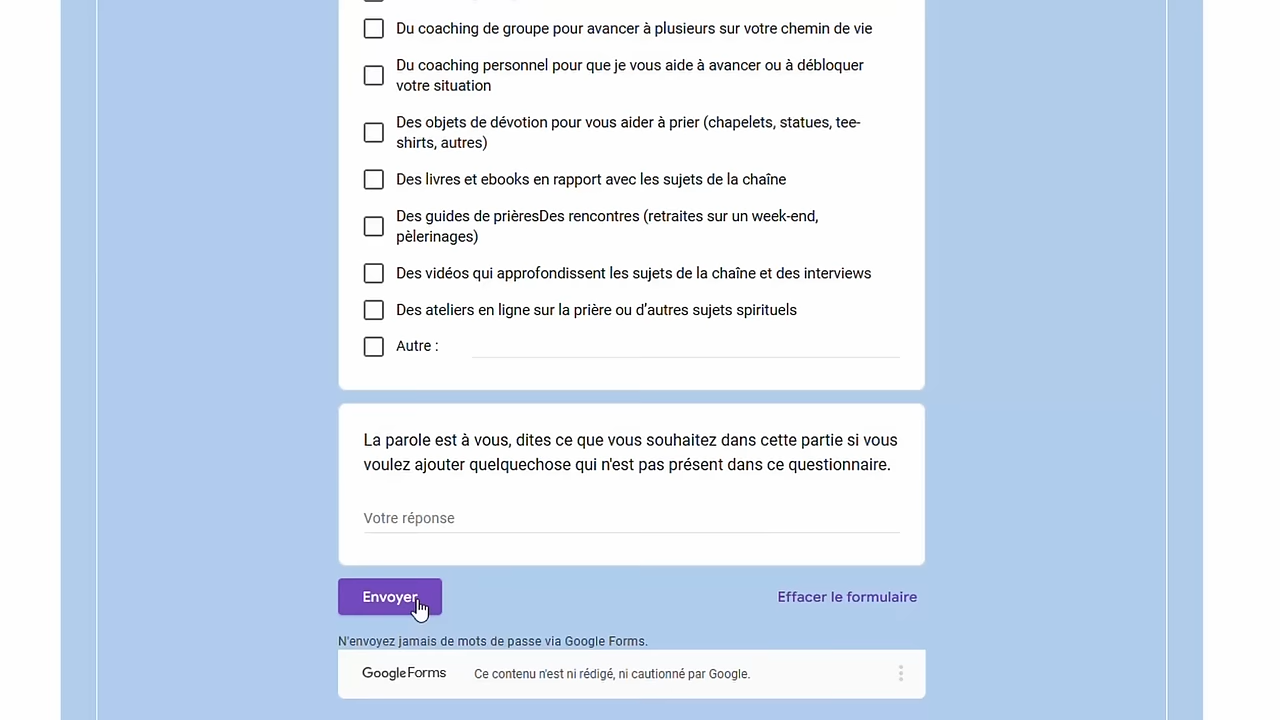 Du coaching de groupe pour avancer à plusieurs sur votre chemin de vie
Du coaching personnel pour que je vous aide à avancer ou à débloquer
votre situation
Des objets de dévotion pour vous aider à prier (chapelets, statues, tee-
shirts, autres)
Des livres et ebooks en rapport avec les sujets de la chaîne
Des guides de prièresDes rencontres (retraites sur un week-end,
pèlerinages)
Des vidéos qui approfondissent les sujets de la chaîne et des interviews
Des ateliers en ligne sur la prière ou d'autres sujets spirituels
Autre :
La parole est à vous, dites ce que vous souhaitez dans cette partie si vous
voulez ajouter quelquechose qui n'est pas présent dans ce questionnaire.
Votre réponse
Envoyer
Effacer le formulaire
N'envoyez jamais de mots de passe via Google Forms.
Google Forms
Ce contenu n'est ni rédigé, ni cautionné par Google.